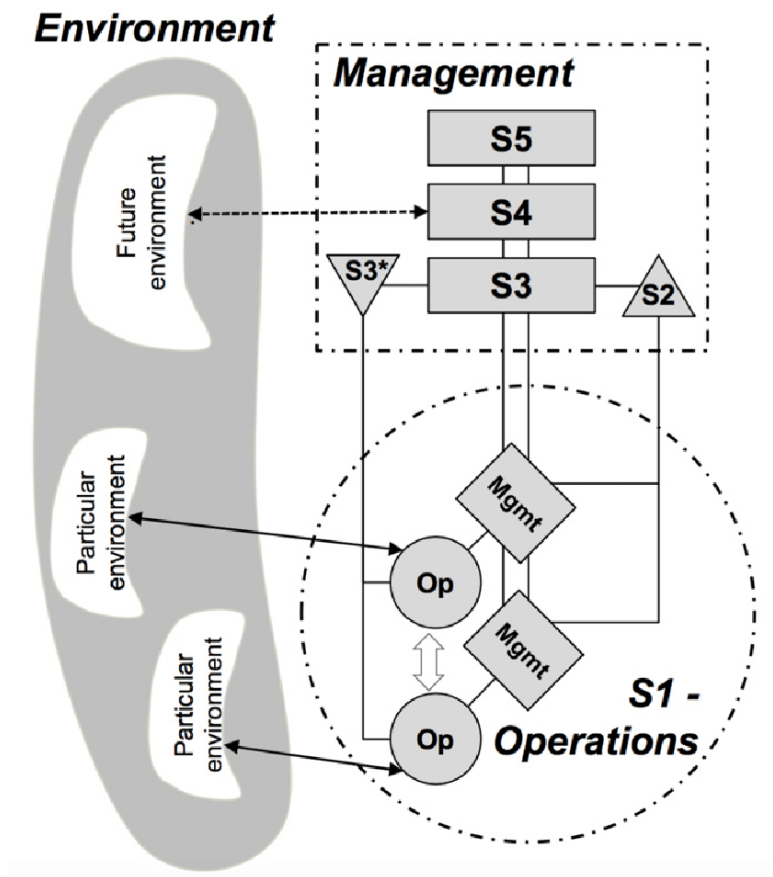 Environment
Management
S5
S4
S3*
S3
S2
Future
environment
Particular
environment
Mgmt
Op
Mgmt
Particular
environment
Op
S1 -
Operations